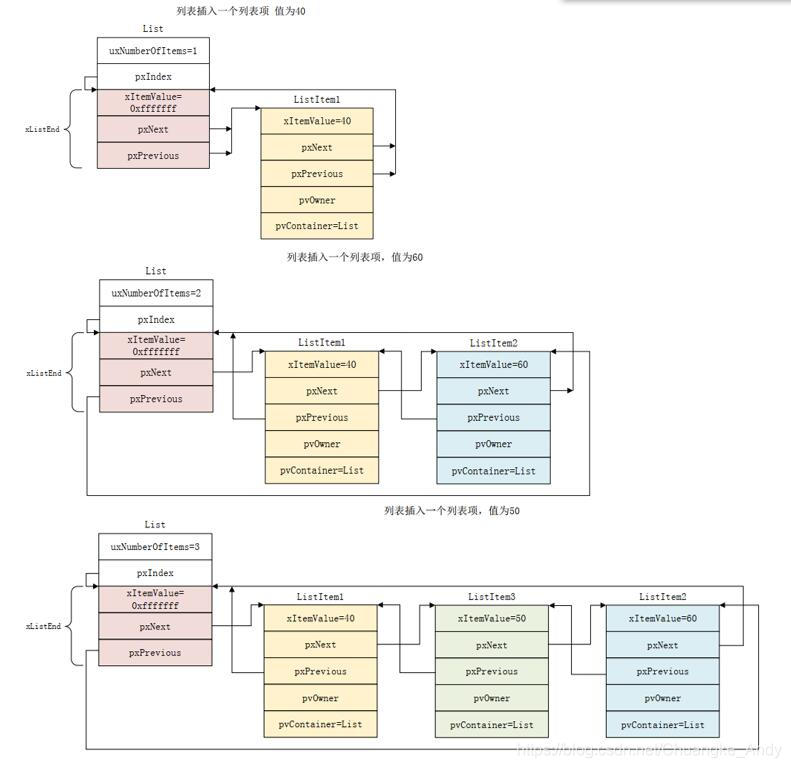 列表插入一个列表项 值为40
List
uxNumberOfItems=1
pxIndex
xListEnd
xItemValue=
0xfffffff
pxNext
pxPrevious
ListItem1
xItemValue=40
pxNext
pxPrevious
pvOwner
pvContainer=List
列表插入一个列表项，值为60
List
uxNumberOfItems=2
pxIndex
xListEnd
xItemValue=
0xfffffff
pxNext
pxPrevious
ListItem1
xItemValue=40
pxNext
pxPrevious
pvOwner
pvContainer=List
ListItem2
xItemValue=60
pxNext
pxPrevious
pvOwner
pvContainer=List
列表插入一个列表项，值为50
List
uxNumberOfItems=3
pxIndex
xListEnd
xItemValue=
0xfffffff
pxNext
pxPrevious
ListItem1
xItemValue=40
pxNext
pxPrevious
pvOwner
pvContainer=List
ListItem3
xItemValue=50
pxNext
pxPrevious
pvOwner
pvContainer=List
ListItem2
xItemValue=60
pxNext
pxPrevious
pvOwner
pvContainer=List
https://blog.csdn.net/Chuangke_Andy